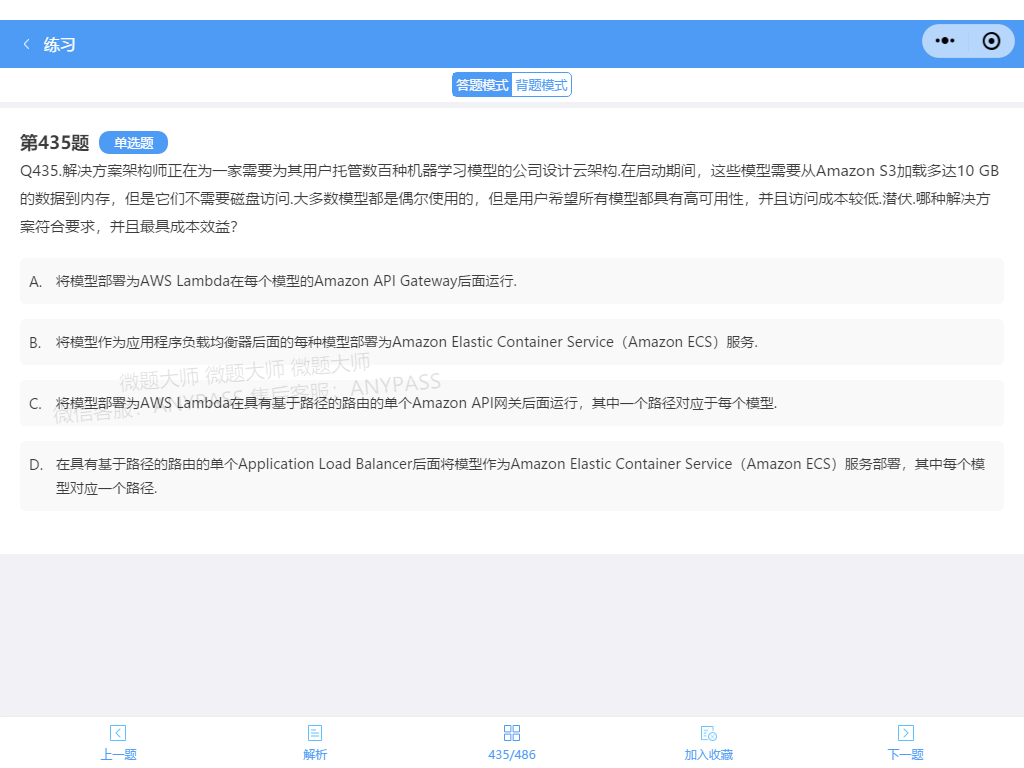 练习
答题模式 背题模式
第435题 单选题
Q435.解决方案架构师正在为一家需要为其用户托管数百种机器学习模型的公司设计云架构.在启动期间，这些模型需要从Amazon S3加载多达10 GB
的数据到内存，但是它们不需要磁盘访问.大多数模型都是偶尔使用的，但是用户希望所有模型都具有高可用性，并且访问成本较低.潜伏.哪种解决方
案符合要求，并且最具成本效益？
A. 将模型部署为AWS Lambda在每个模型的Amazon API Gateway后面运行.
B. 将模型作为应用程序负载均衡器后面的每种模型部署为Amazon Elastic Container Service（Amazon ECS）服务.
微题大师 微题大师 微题大师
微信客服：ANYPASS 售后客服：ANYPASS
C. 将模型部署为AWS Lambda在具有基于路径的路由的单个Amazon API网关后面运行，其中一个路径对应于每个模型.
D. 在具有基于路径的路由的单个Application Load Balancer后面将模型作为Amazon Elastic Container Service（Amazon ECS）服务部署，其中每个模
型对应一个路径.
上一题 解析 435/486 加入收藏 下一题